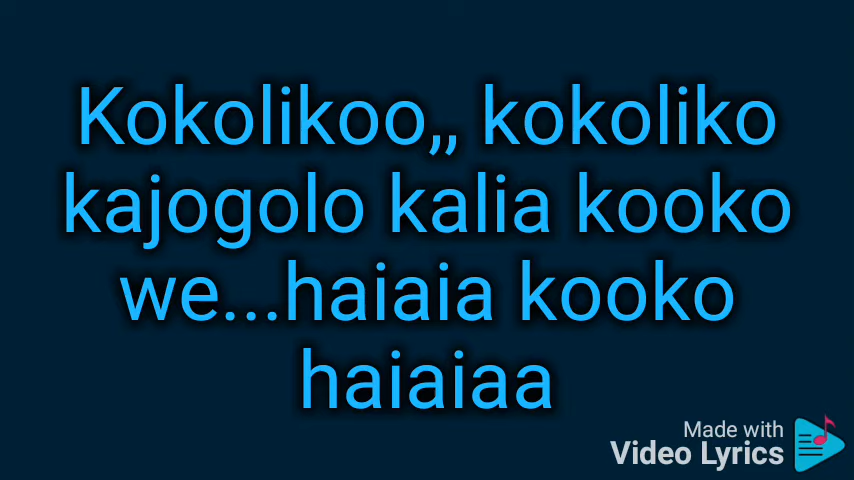 Kokolikoo,, kokoliko
kajogolo kalia kooko
we...haiaia kooko
haiaiaa
Made with
Video Lyrics